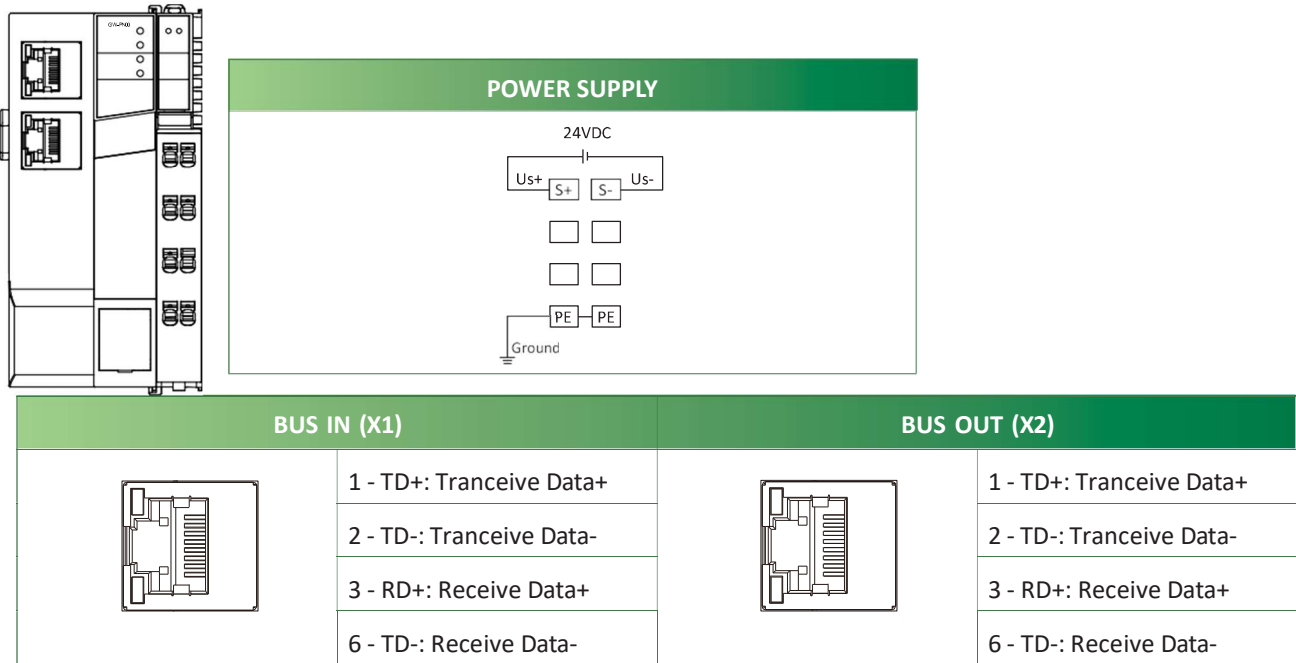 GW-PN00
POWER SUPPLY
24VDC
Us+ S+ S- Us-
PE PE
Ground
BUS IN (X1) BUS OUT (X2)
1 - TD+: Tranceive Data+ 1 - TD+: Tranceive Data+
2 - TD-: Tranceive Data- 2 - TD-: Tranceive Data-
3 - RD+: Receive Data+ 3 - RD+: Receive Data+
6 - TD-: Receive Data- 6 - TD-: Receive Data-